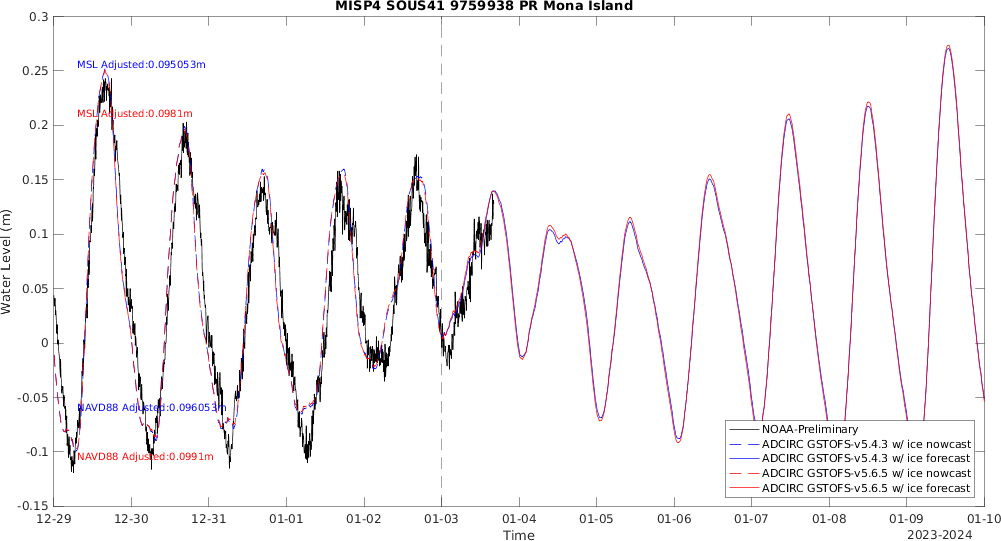 MISP4 SOUS41 9759938 PR Mona Island
0.3
0.25
0.2
0.15
0.1
0.05
0
-0.05
-0.1
-0.15
Water Level (m)
MSL Adjusted:0.095053m
MSL Adjusted:0.0981m
NAVD88 Adjusted:0.096053m
NAVD88 Adjusted:0.0991m
NOAA-Preliminary
ADCIRC GSTOFS-v5.4.3 w/ ice nowcast
ADCIRC GSTOFS-v5.4.3 w/ ice forecast
ADCIRC GSTOFS-v5.6.5 w/ ice nowcast
ADCIRC GSTOFS-v5.6.5 w/ ice forecast
12-29 12-30 12-31 01-01 01-02 01-03 01-04 01-05 01-06 01-07 01-08 01-09 01-10
Time
2023-2024